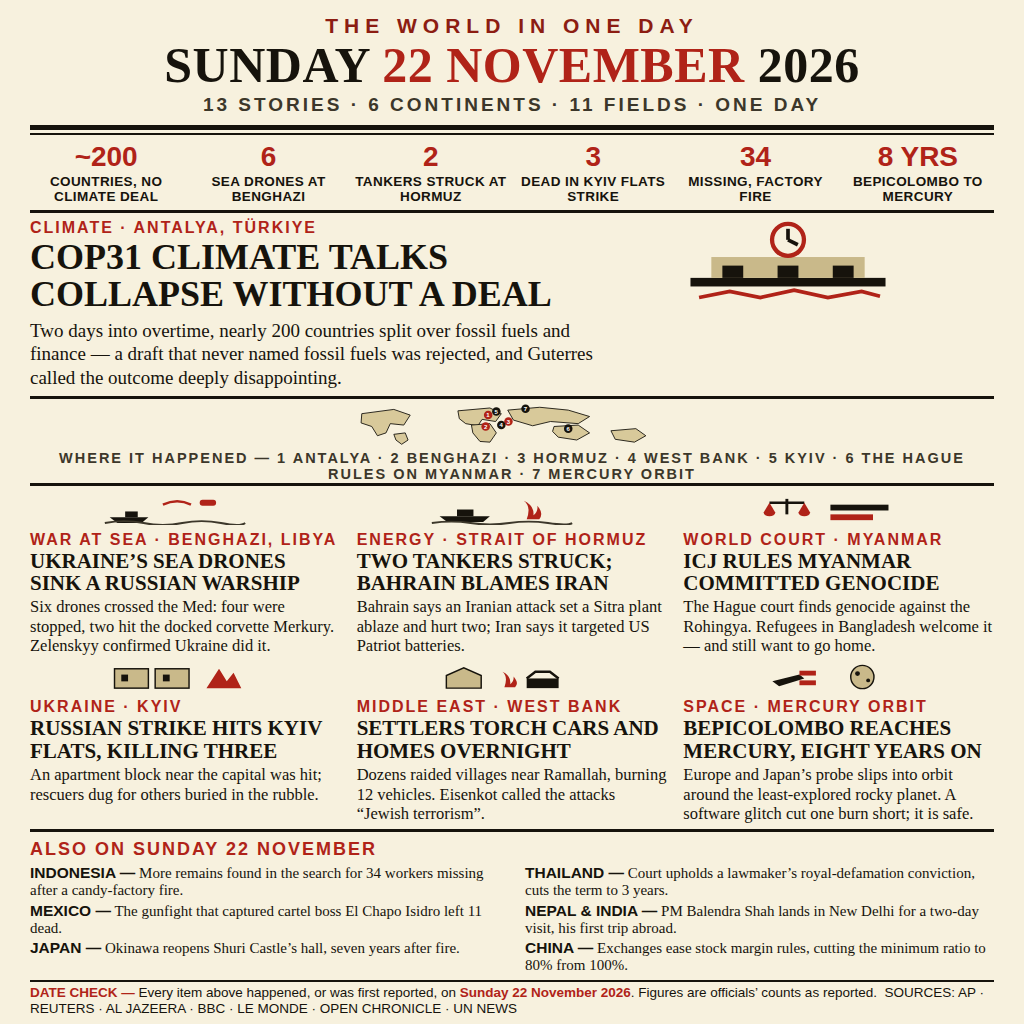 THE WORLD IN ONE DAY
SUNDAY 22 NOVEMBER 2026
13 STORIES · 6 CONTINENTS · 11 FIELDS · ONE DAY
~200
COUNTRIES, NO
CLIMATE DEAL
6
SEA DRONES AT
BENGHAZI
2
TANKERS STRUCK AT
HORMUZ
3
DEAD IN KYIV FLATS
STRIKE
34
MISSING, FACTORY
FIRE
8 YRS
BEPICOLOMBO TO
MERCURY
CLIMATE · ANTALYA, TÜRKIYE
COP31 CLIMATE TALKS
COLLAPSE WITHOUT A DEAL
Two days into overtime, nearly 200 countries split over fossil fuels and
finance — a draft that never named fossil fuels was rejected, and Guterres
called the outcome deeply disappointing.
1 5 7
2 4 3 6
WHERE IT HAPPENED — 1 ANTALYA · 2 BENGHAZI · 3 HORMUZ · 4 WEST BANK · 5 KYIV · 6 THE HAGUE
RULES ON MYANMAR · 7 MERCURY ORBIT
WAR AT SEA · BENGHAZI, LIBYA
UKRAINE’S SEA DRONES
SINK A RUSSIAN WARSHIP
Six drones crossed the Med: four were
stopped, two hit the docked corvette Merkury.
Zelenskyy confirmed Ukraine did it.
ENERGY · STRAIT OF HORMUZ
TWO TANKERS STRUCK;
BAHRAIN BLAMES IRAN
Bahrain says an Iranian attack set a Sitra plant
ablaze and hurt two; Iran says it targeted US
Patriot batteries.
WORLD COURT · MYANMAR
ICJ RULES MYANMAR
COMMITTED GENOCIDE
The Hague court finds genocide against the
Rohingya. Refugees in Bangladesh welcome it
— and still want to go home.
UKRAINE · KYIV
RUSSIAN STRIKE HITS KYIV
FLATS, KILLING THREE
An apartment block near the capital was hit;
rescuers dug for others buried in the rubble.
MIDDLE EAST · WEST BANK
SETTLERS TORCH CARS AND
HOMES OVERNIGHT
Dozens raided villages near Ramallah, burning
12 vehicles. Eisenkot called the attacks
“Jewish terrorism”.
SPACE · MERCURY ORBIT
BEPICOLOMBO REACHES
MERCURY, EIGHT YEARS ON
Europe and Japan’s probe slips into orbit
around the least-explored rocky planet. A
software glitch cut one burn short; it is safe.
ALSO ON SUNDAY 22 NOVEMBER
INDONESIA — More remains found in the search for 34 workers missing
after a candy-factory fire.
MEXICO — The gunfight that captured cartel boss El Chapo Isidro left 11
dead.
JAPAN — Okinawa reopens Shuri Castle’s hall, seven years after fire.
THAILAND — Court upholds a lawmaker’s royal-defamation conviction,
cuts the term to 3 years.
NEPAL & INDIA — PM Balendra Shah lands in New Delhi for a two-day
visit, his first trip abroad.
CHINA — Exchanges ease stock margin rules, cutting the minimum ratio to
80% from 100%.
DATE CHECK — Every item above happened, or was first reported, on Sunday 22 November 2026. Figures are officials’ counts as reported. SOURCES: AP ·
REUTERS · AL JAZEERA · BBC · LE MONDE · OPEN CHRONICLE · UN NEWS